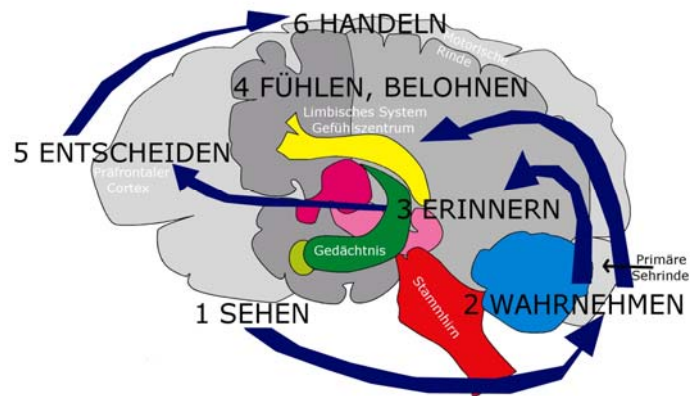 6 HANDELN
Motorische
Rinde
4 FÜHLEN, BELOHNEN
Limbisches System
Gefühlszentrum
5 ENTSCHEIDEN
Präfrontaler
Cortex
3 ERINNERN
Gedächtnis
Primäre
Sehrinde
Stammhirn
1 SEHEN
2 WAHRNEHMEN